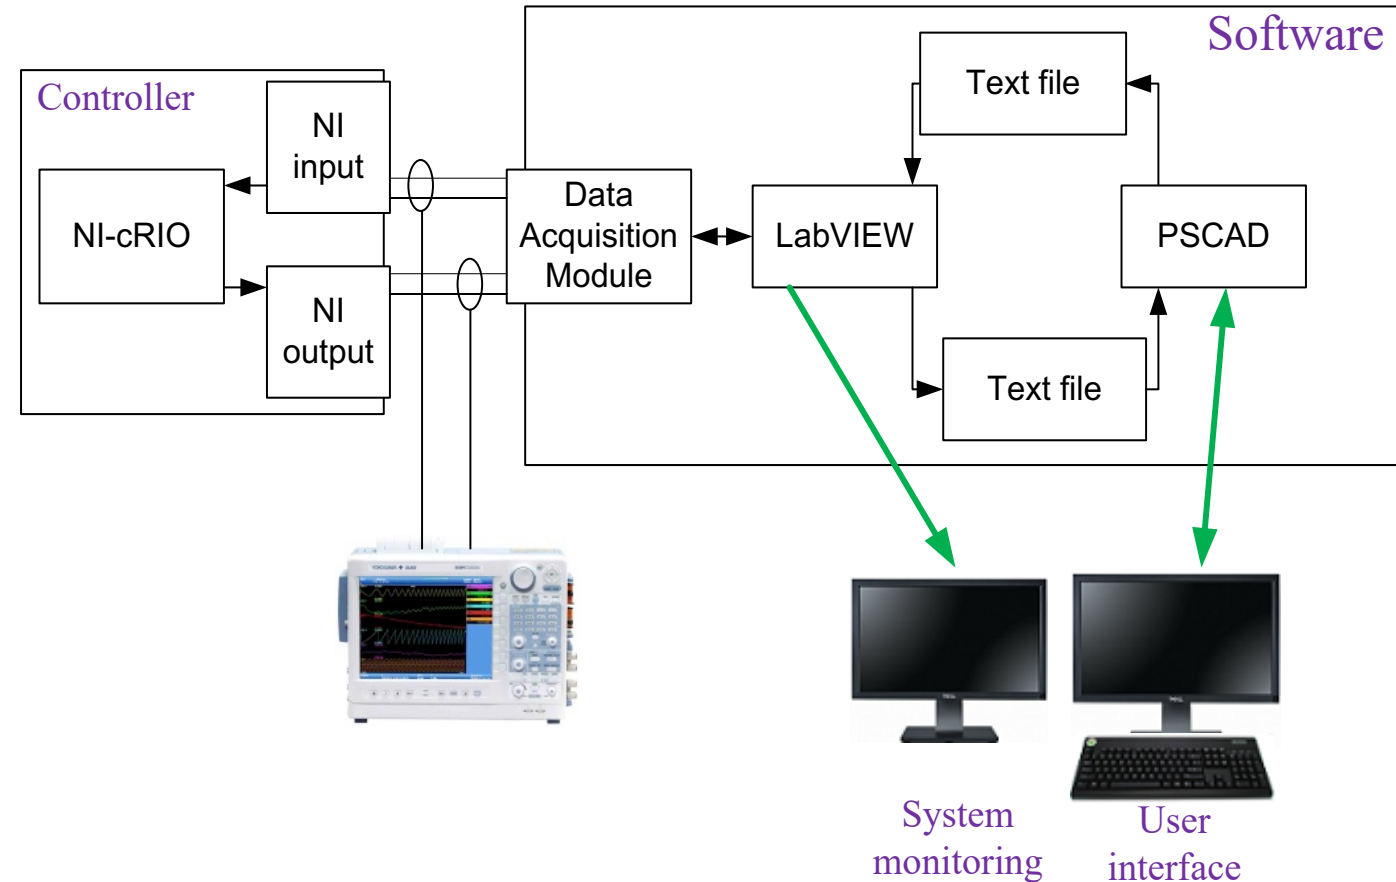 Software
Controller
NI
input
NI-cRIO
NI
output
Data
Acquisition
Module
LabVIEW
Text file
PSCAD
Text file
YOKOGAWA
System
monitoring
User
interface